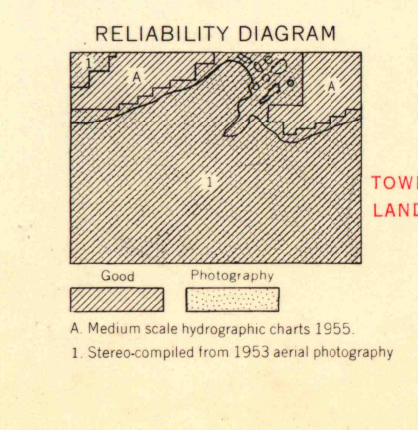 RELIABILITY DIAGRAM
1
A
A
1
Good Photography
A. Medium scale hydrographic charts 1955.
1. Stereo-compiled from 1953 aerial photography
LAND